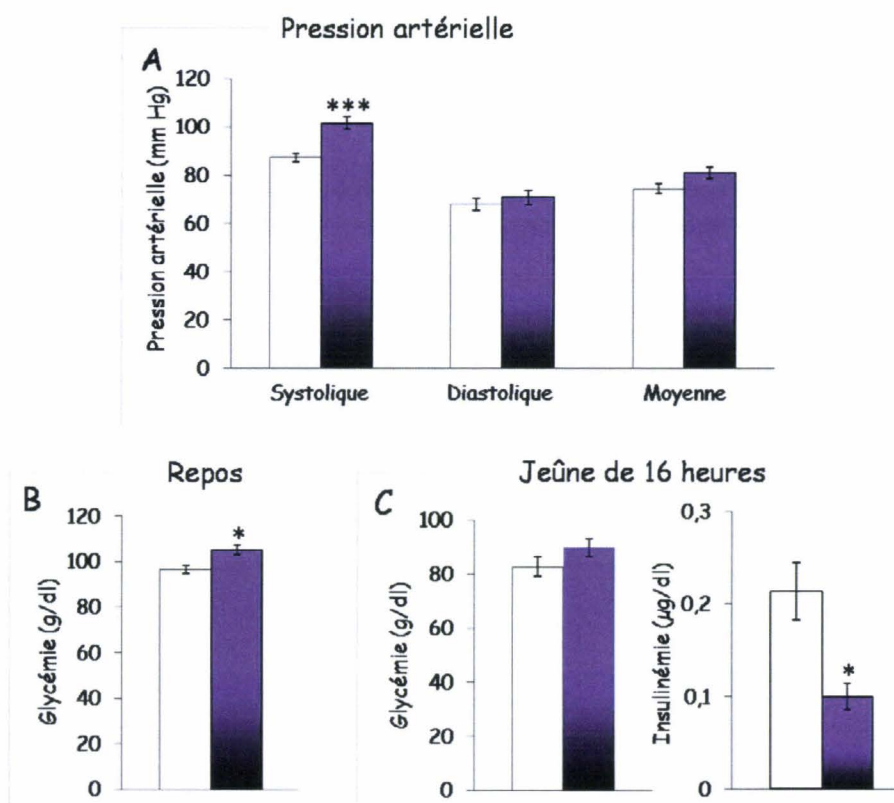 Pression artérielle
A
Pression artérielle (mm Hg)
120
100
80
60
40
20
0
***
Systolique
Diastolique
Moyenne
B
Repos
Glycémie (g/dl)
120
100
80
60
40
20
0
*
C
Jeûne de 16 heures
Glycémie (g/dl)
100
80
60
40
20
0
Insulinémie (µg/dl)
0,3
0,2
0,1
0
*